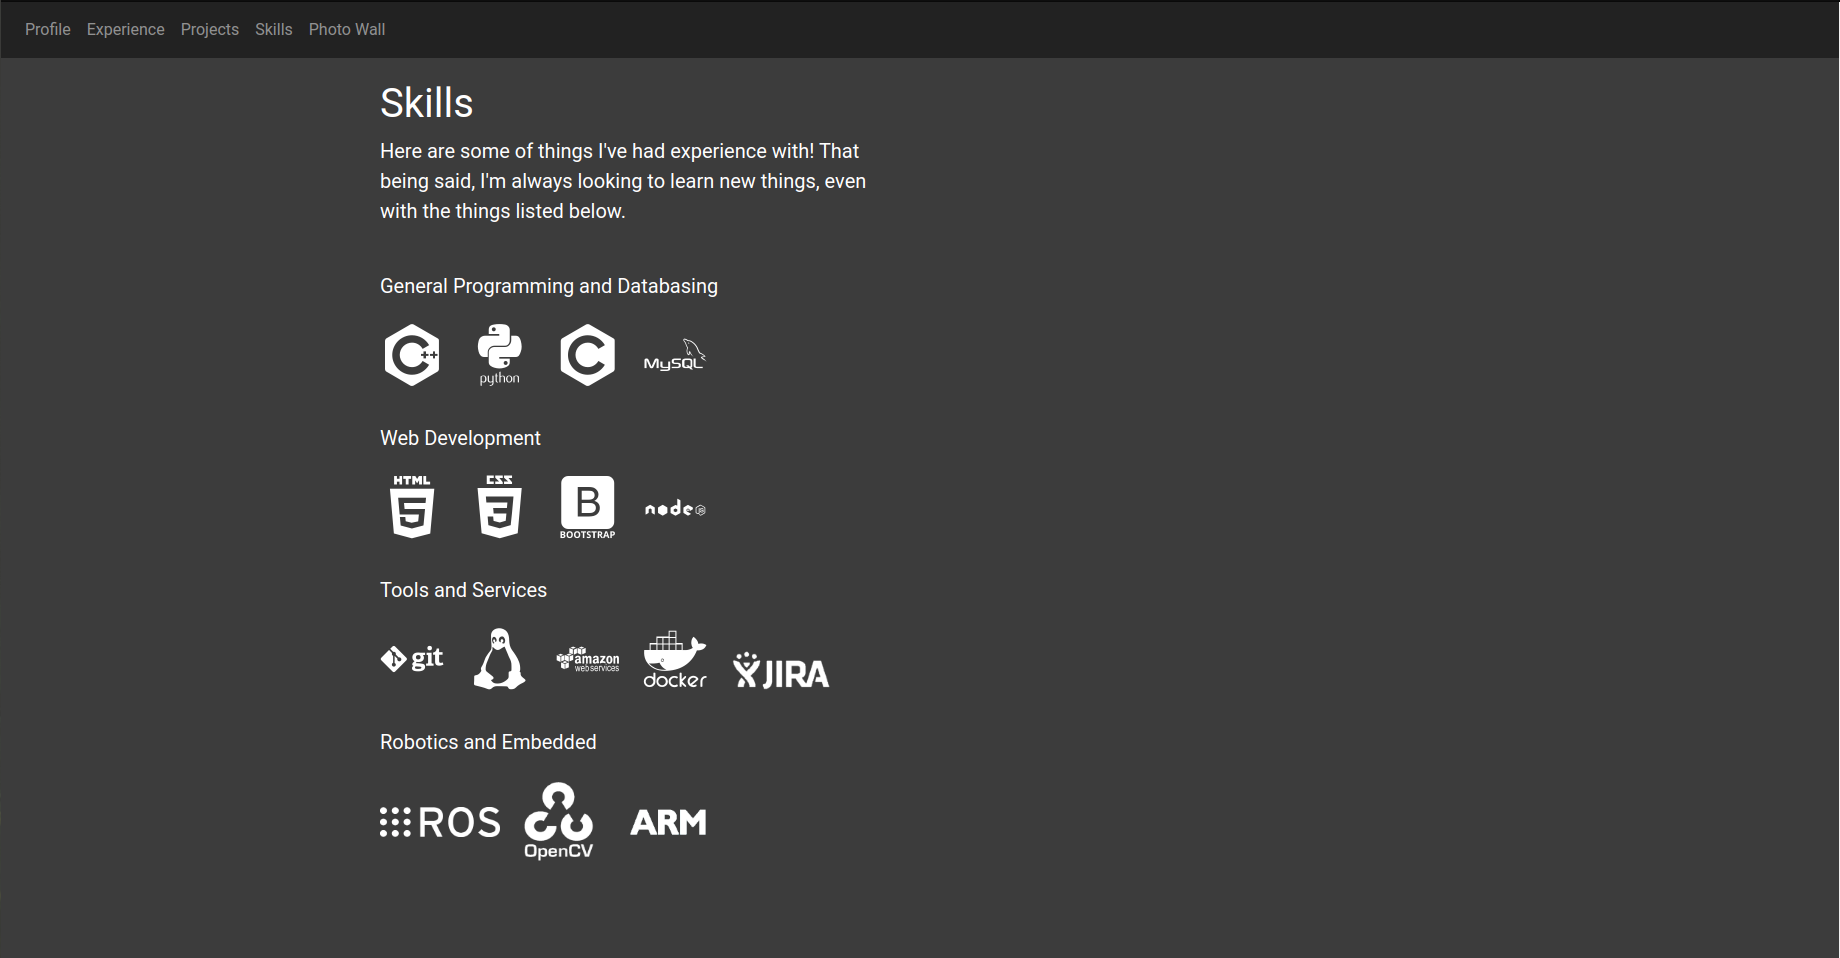 Profile Experience Projects Skills Photo Wall
Skills
Here are some of things I've had experience with! That
being said, I'm always looking to learn new things, even
with the things listed below.
General Programming and Databasing
C++ python C MySQL
Web Development
HTML 5 CSS 3 B BOOTSTRAP node JS
Tools and Services
git amazon web services docker JIRA
Robotics and Embedded
ROS OpenCV ARM